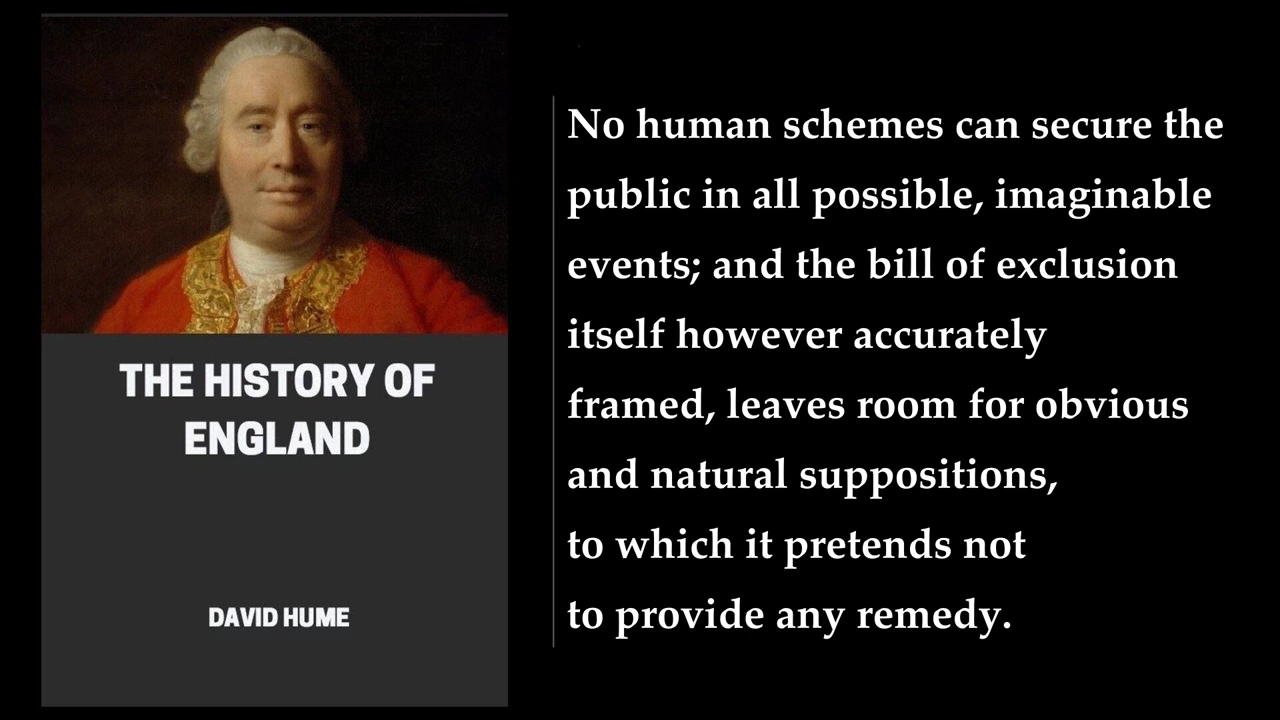 THE HISTORY OF
ENGLAND
DAVID HUME
No human schemes can secure the
public in all possible, imaginable
events; and the bill of exclusion
itself however accurately
framed, leaves room for obvious
and natural suppositions,
to which it pretends not
to provide any remedy.